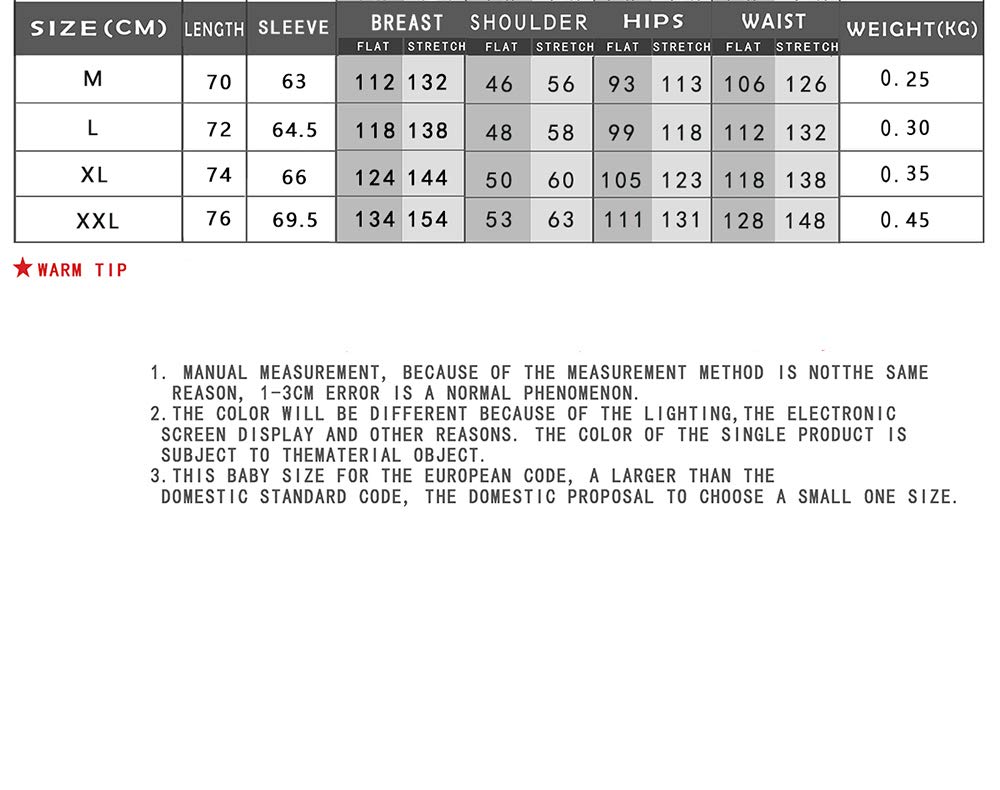 SIZE(CM) LENGTH SLEEVE BREAST SHOULDER HIPS WAIST WEIGHT(KG)
FLAT STRETCH FLAT STRETCH FLAT STRETCH FLAT STRETCH
M 70 63 112 132 46 56 93 113 106 126 0.25
L 72 64.5 118 138 48 58 99 118 112 132 0.30
XL 74 66 124 144 50 60 105 123 118 138 0.35
XXL 76 69.5 134 154 53 63 111 131 128 148 0.45
★WARM TIP
1. MANUAL MEASUREMENT, BECAUSE OF THE MEASUREMENT METHOD IS NOTTHE SAME
REASON, 1-3CM ERROR IS A NORMAL PHENOMENON.
2.THE COLOR WILL BE DIFFERENT BECAUSE OF THE LIGHTING,THE ELECTRONIC
SCREEN DISPLAY AND OTHER REASONS. THE COLOR OF THE SINGLE PRODUCT IS
SUBJECT TO THEMATERIAL OBJECT.
3.THIS BABY SIZE FOR THE EUROPEAN CODE, A LARGER THAN THE
DOMESTIC STANDARD CODE, THE DOMESTIC PROPOSAL TO CHOOSE A SMALL ONE SIZE.